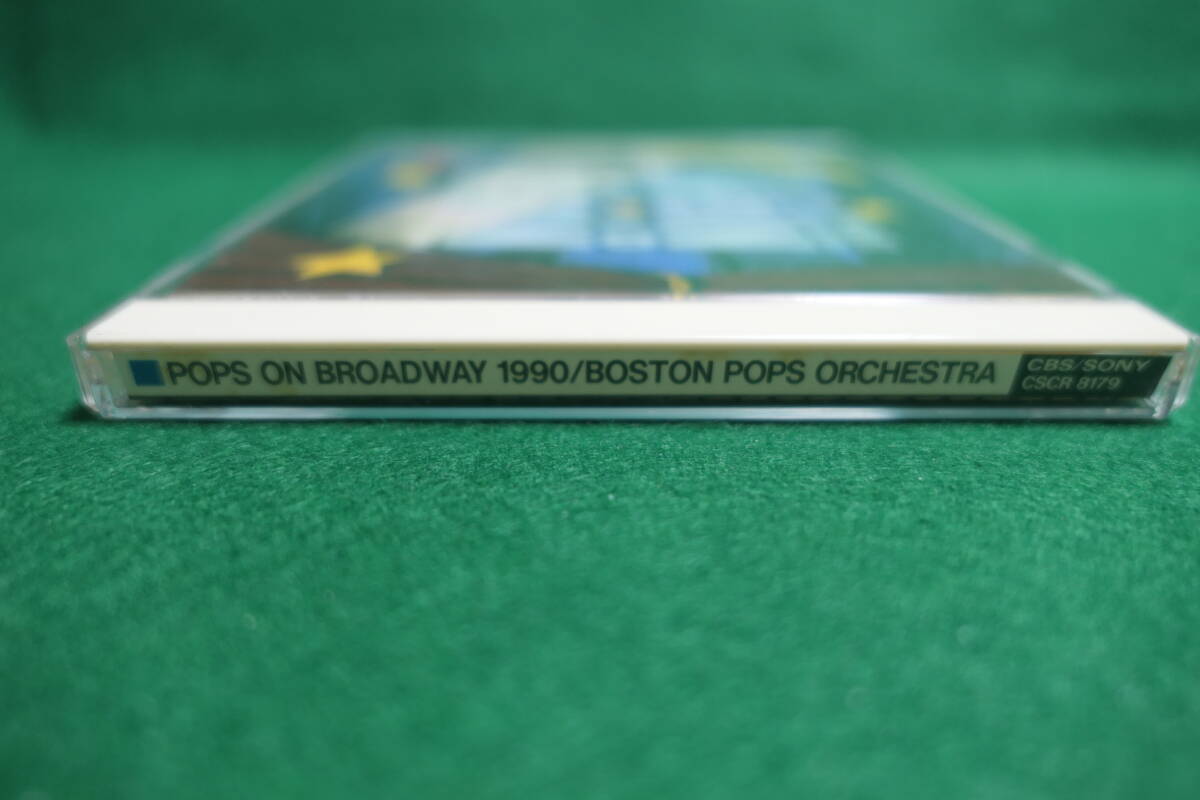 POPS ON BROADWAY 1990/BOSTON POPS ORCHESTRA
CBS/SONY
CSCR 8179